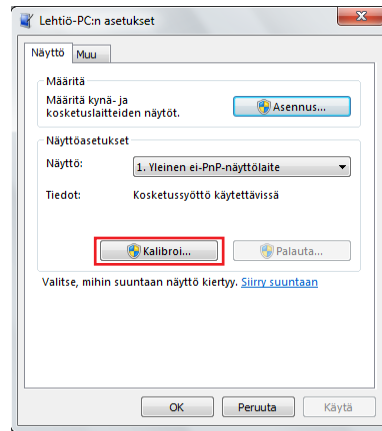 Lehtiö-PC:n asetukset
Näyttö Muu
Määritä
Määritä kynä- ja
kosketuslaitteiden näytöt.
Asennus...
Näyttöasetukset
Näyttö: 1. Yleinen ei-PnP-näyttölaite
Tiedot: Kosketussyöttö käytettävissä
Kalibroi... Palauta...
Valitse, mihin suuntaan näyttö kiertyy. Siirry suuntaan
OK Peruuta Käytä